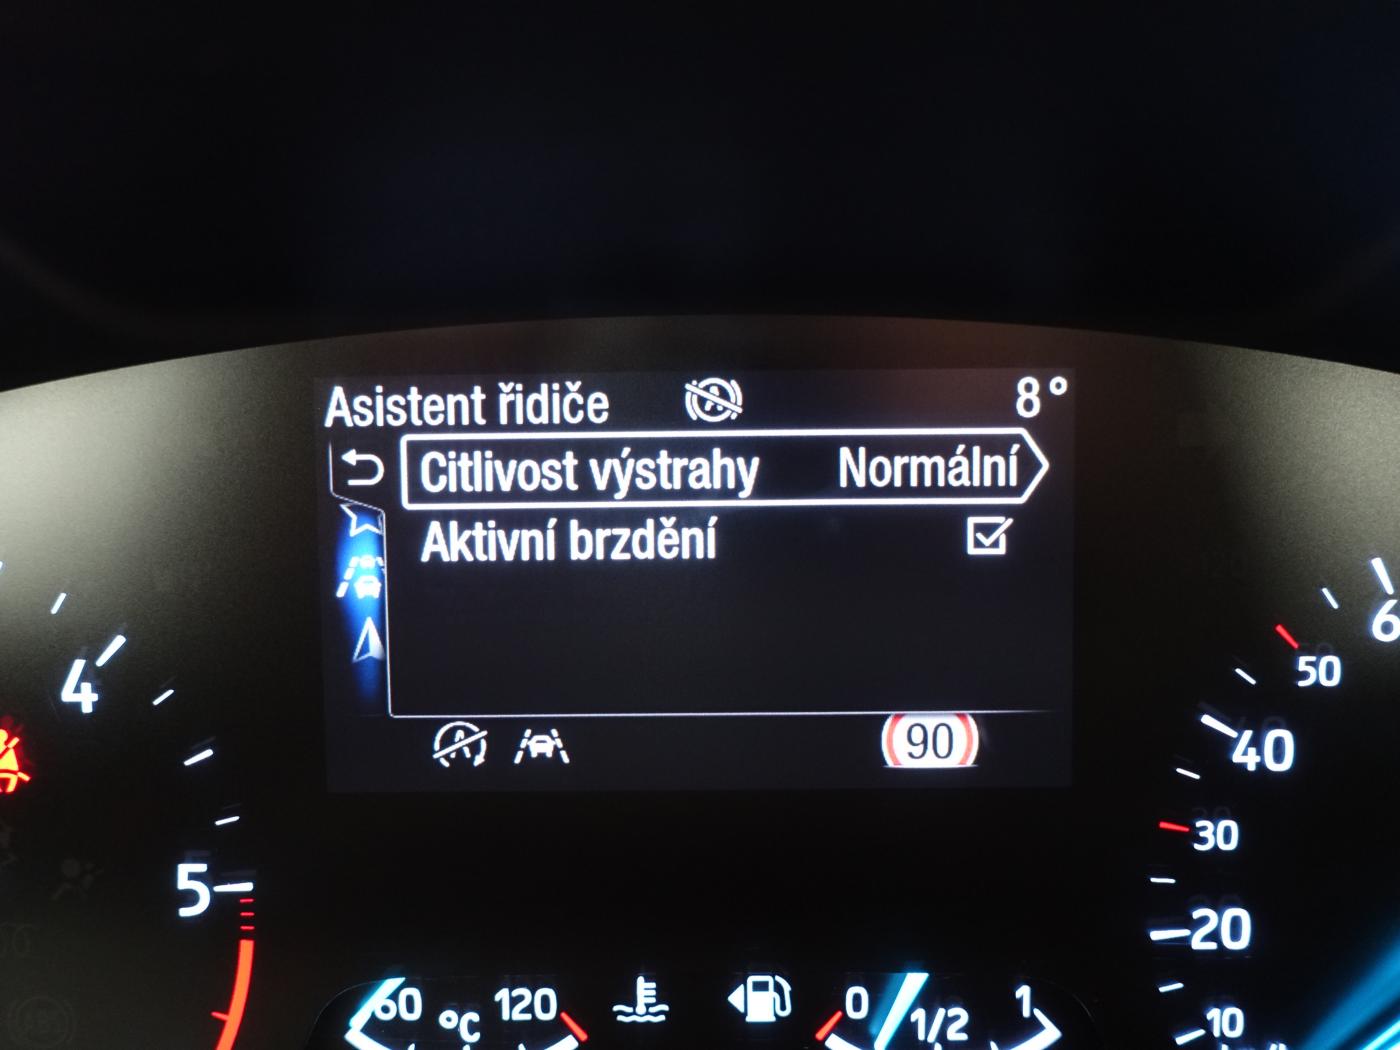 Asistent řidiče 8°
Citlivost výstrahy Normální
Aktivní brzdění
90
4
5
60 °C 120
0 1/2 1
6
50
40
30
20
10